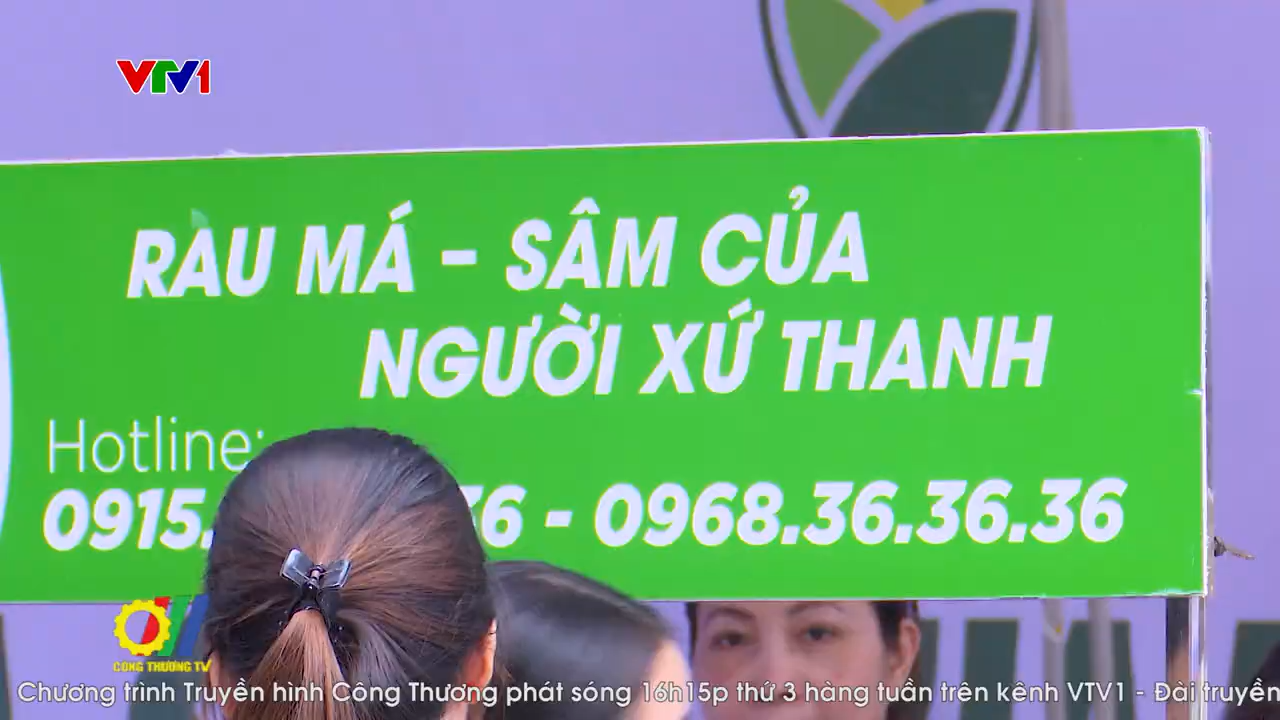 VTV1
RAU MÁ - SÂM CỦA
NGƯỜI XỨ THANH
Hotline:
0915. 36 - 0968.36.36.36
CÔNG THƯƠNG TV
Chương trình Truyền hình Công Thương phát sóng 16h15p thứ 3 hàng tuần trên kênh VTV1 - Đài truyền